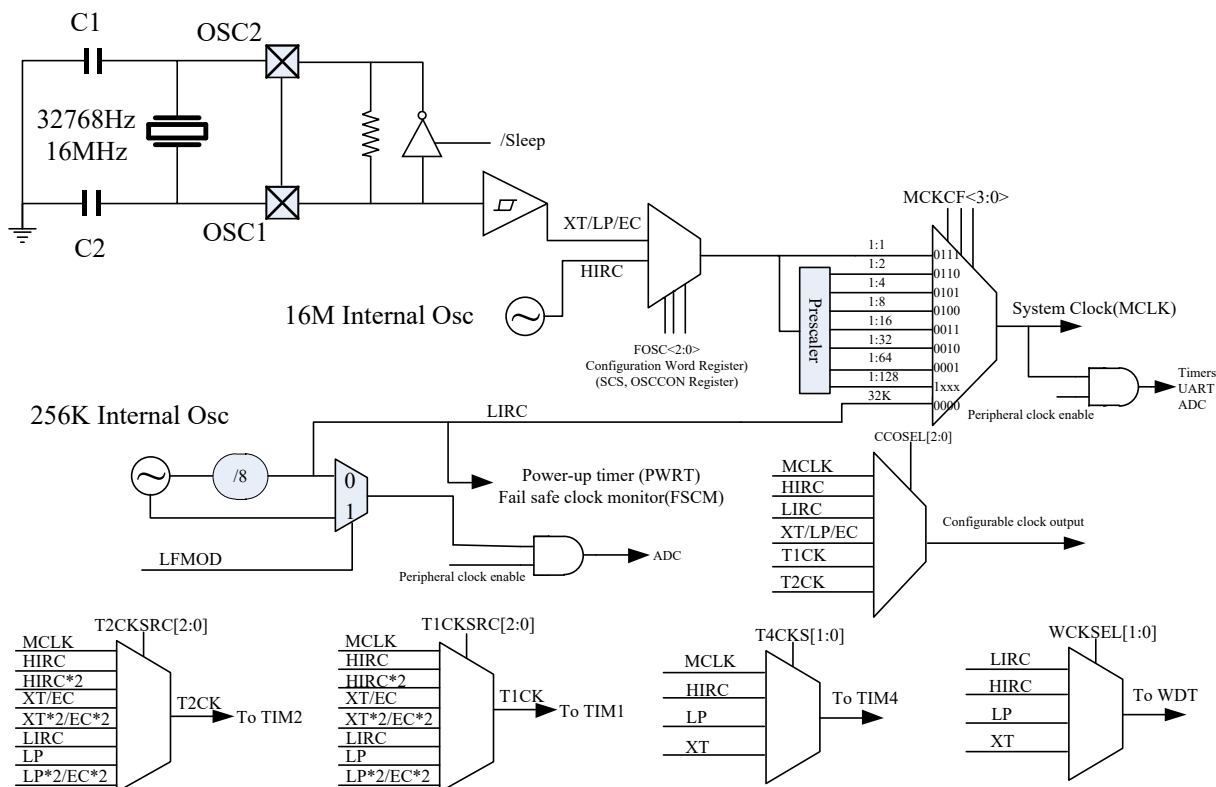 C1
OSC2
32768Hz
16MHz
/Sleep
C2
OSC1
XT/LP/EC
HIRC
16M Internal Osc
FOSC<2:0>
Configuration Word Register)
(SCS, OSCCON Register)
MCKCF<3:0>
1:1
0111
1:2
0110
1:4
0101
1:8
0100
1:16
0011
1:32
0010
1:64
0001
1:128
1xxx
32K
0000
Prescaler
System Clock(MCLK)
Peripheral clock enable
Timers
UART
ADC
256K Internal Osc
LIRC
/8
0
1
LFMOD
Power-up timer (PWRT)
Fail safe clock monitor(FSCM)
Peripheral clock enable
ADC
CCOSEL[2:0]
MCLK
HIRC
LIRC
XT/LP/EC
T1CK
T2CK
Configurable clock output
T2CKSRC[2:0]
MCLK
HIRC
HIRC*2
XT/EC
XT*2/EC*2
LIRC
LP
LP*2/EC*2
T2CK
To TIM2
T1CKSRC[2:0]
MCLK
HIRC
HIRC*2
XT/EC
XT*2/EC*2
LIRC
LP
LP*2/EC*2
T1CK
To TIM1
T4CKS[1:0]
MCLK
HIRC
LP
XT
To TIM4
WCKSEL[1:0]
LIRC
HIRC
LP
XT
To WDT